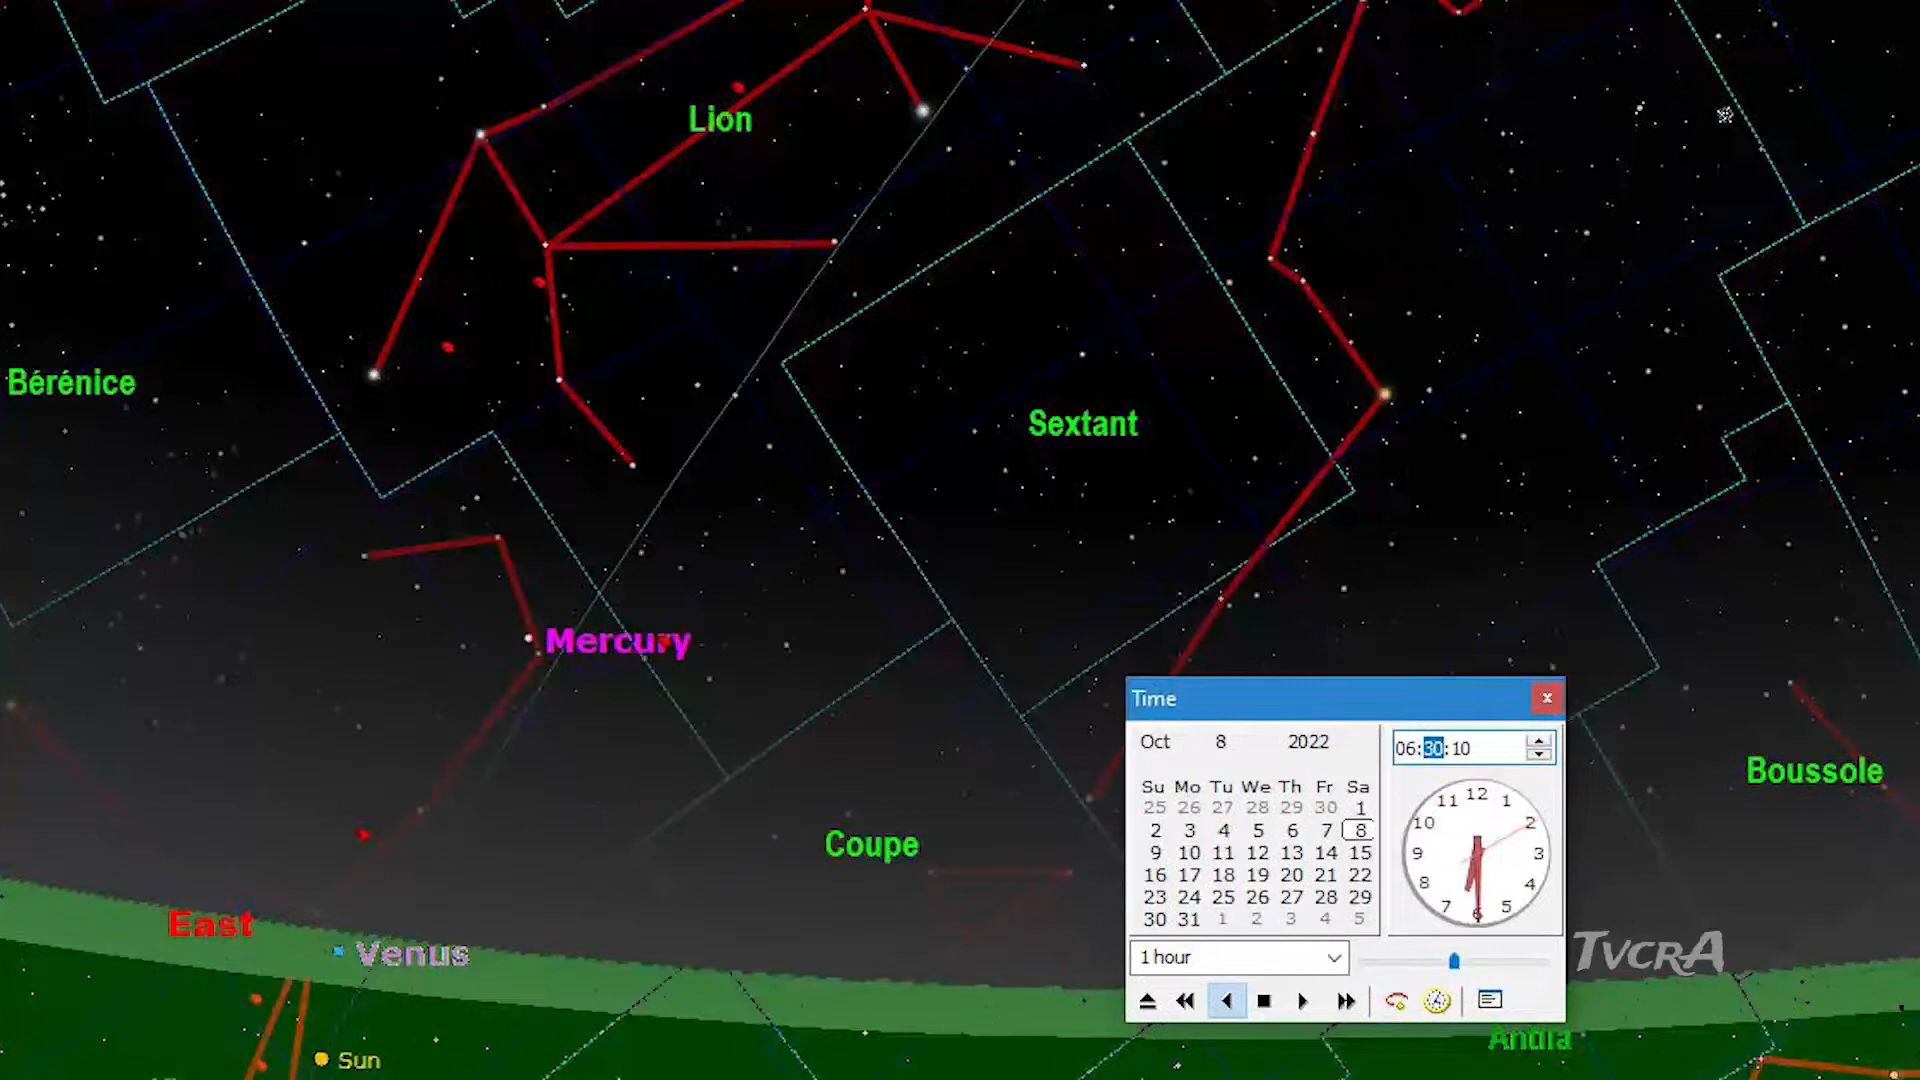 Lion
Bérénice
Sextant
Mercury
Time
x
Oct 8 2022
06:30:10
Su Mo Tu We Th Fr Sa
25 26 27 28 29 30 1
2 3 4 5 6 7 8
9 10 11 12 13 14 15
16 17 18 19 20 21 22
23 24 25 26 27 28 29
30 31 1 2 3 4 5
12 1 2 3 4 5 6 7 8 9 10 11
1 hour
Boussole
Coupe
East
Venus
TVCRA
Andia
Sun